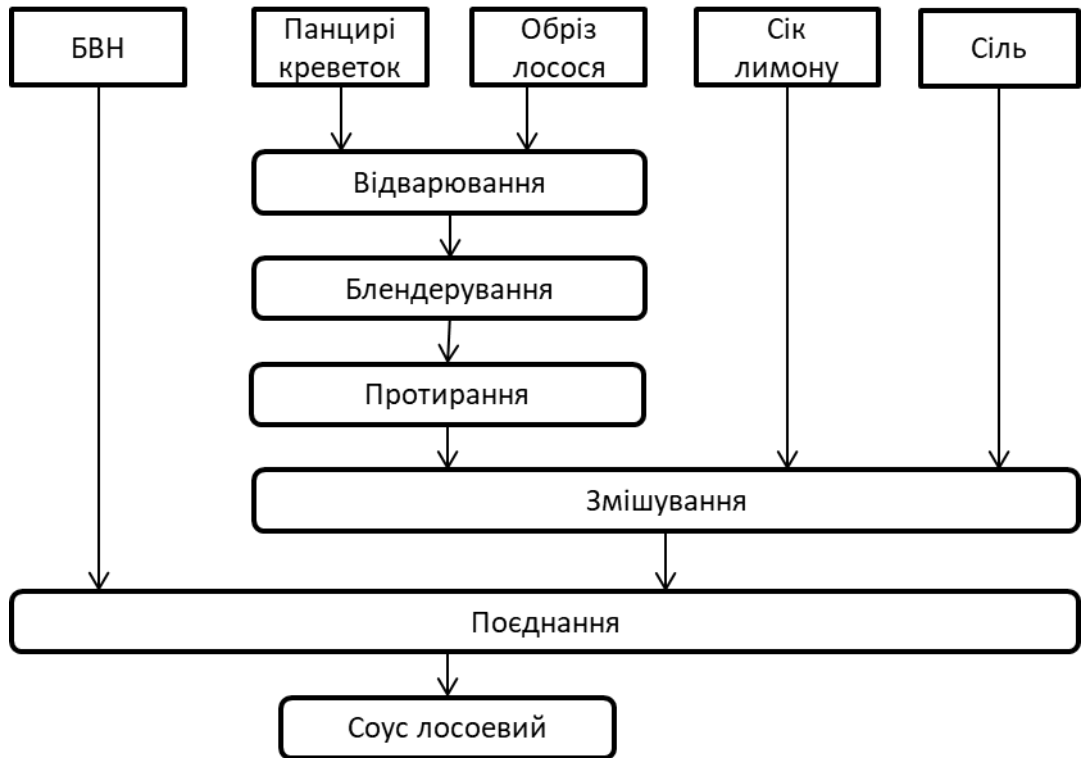 БВН
Панцирі
креветок
Обріз
лосося
Сік
лимону
Сіль
Відварювання
Блендерування
Протирання
Змішування
Поєднання
Соус лосоевий